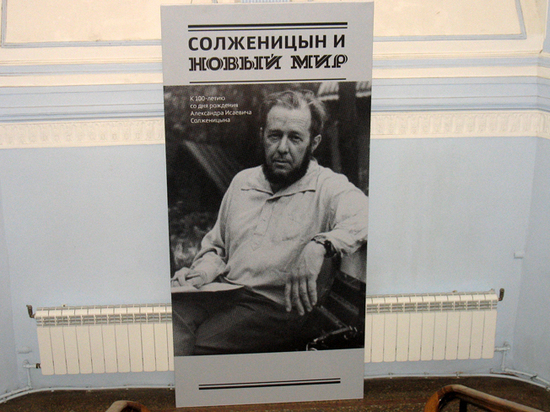 СОЛЖЕНИЦЫН И
НОВЫЙ МИР
К 100-летию
со дня рождения
Александра Исаевича
Солженицына